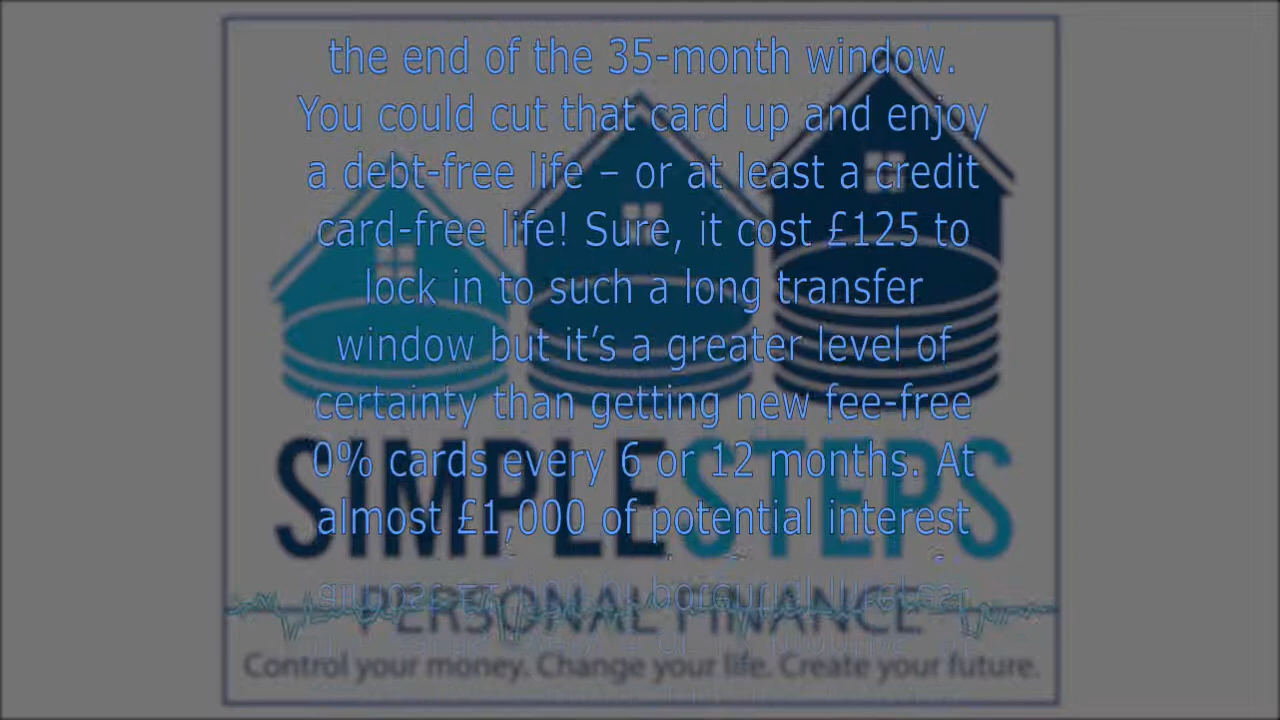 the end of the 35-month window.
You could cut that card up and enjoy
a debt-free life – or at least a credit
card-free life! Sure, it cost £125 to
lock in to such a long transfer
window but it’s a greater level of
certainty than getting new fee-free
0% cards every 6 or 12 months. At
almost £1,000 of potential interest
SIMPLESTEPS
PERSONAL FINANCE
Control your money. Change your life. Create your future.